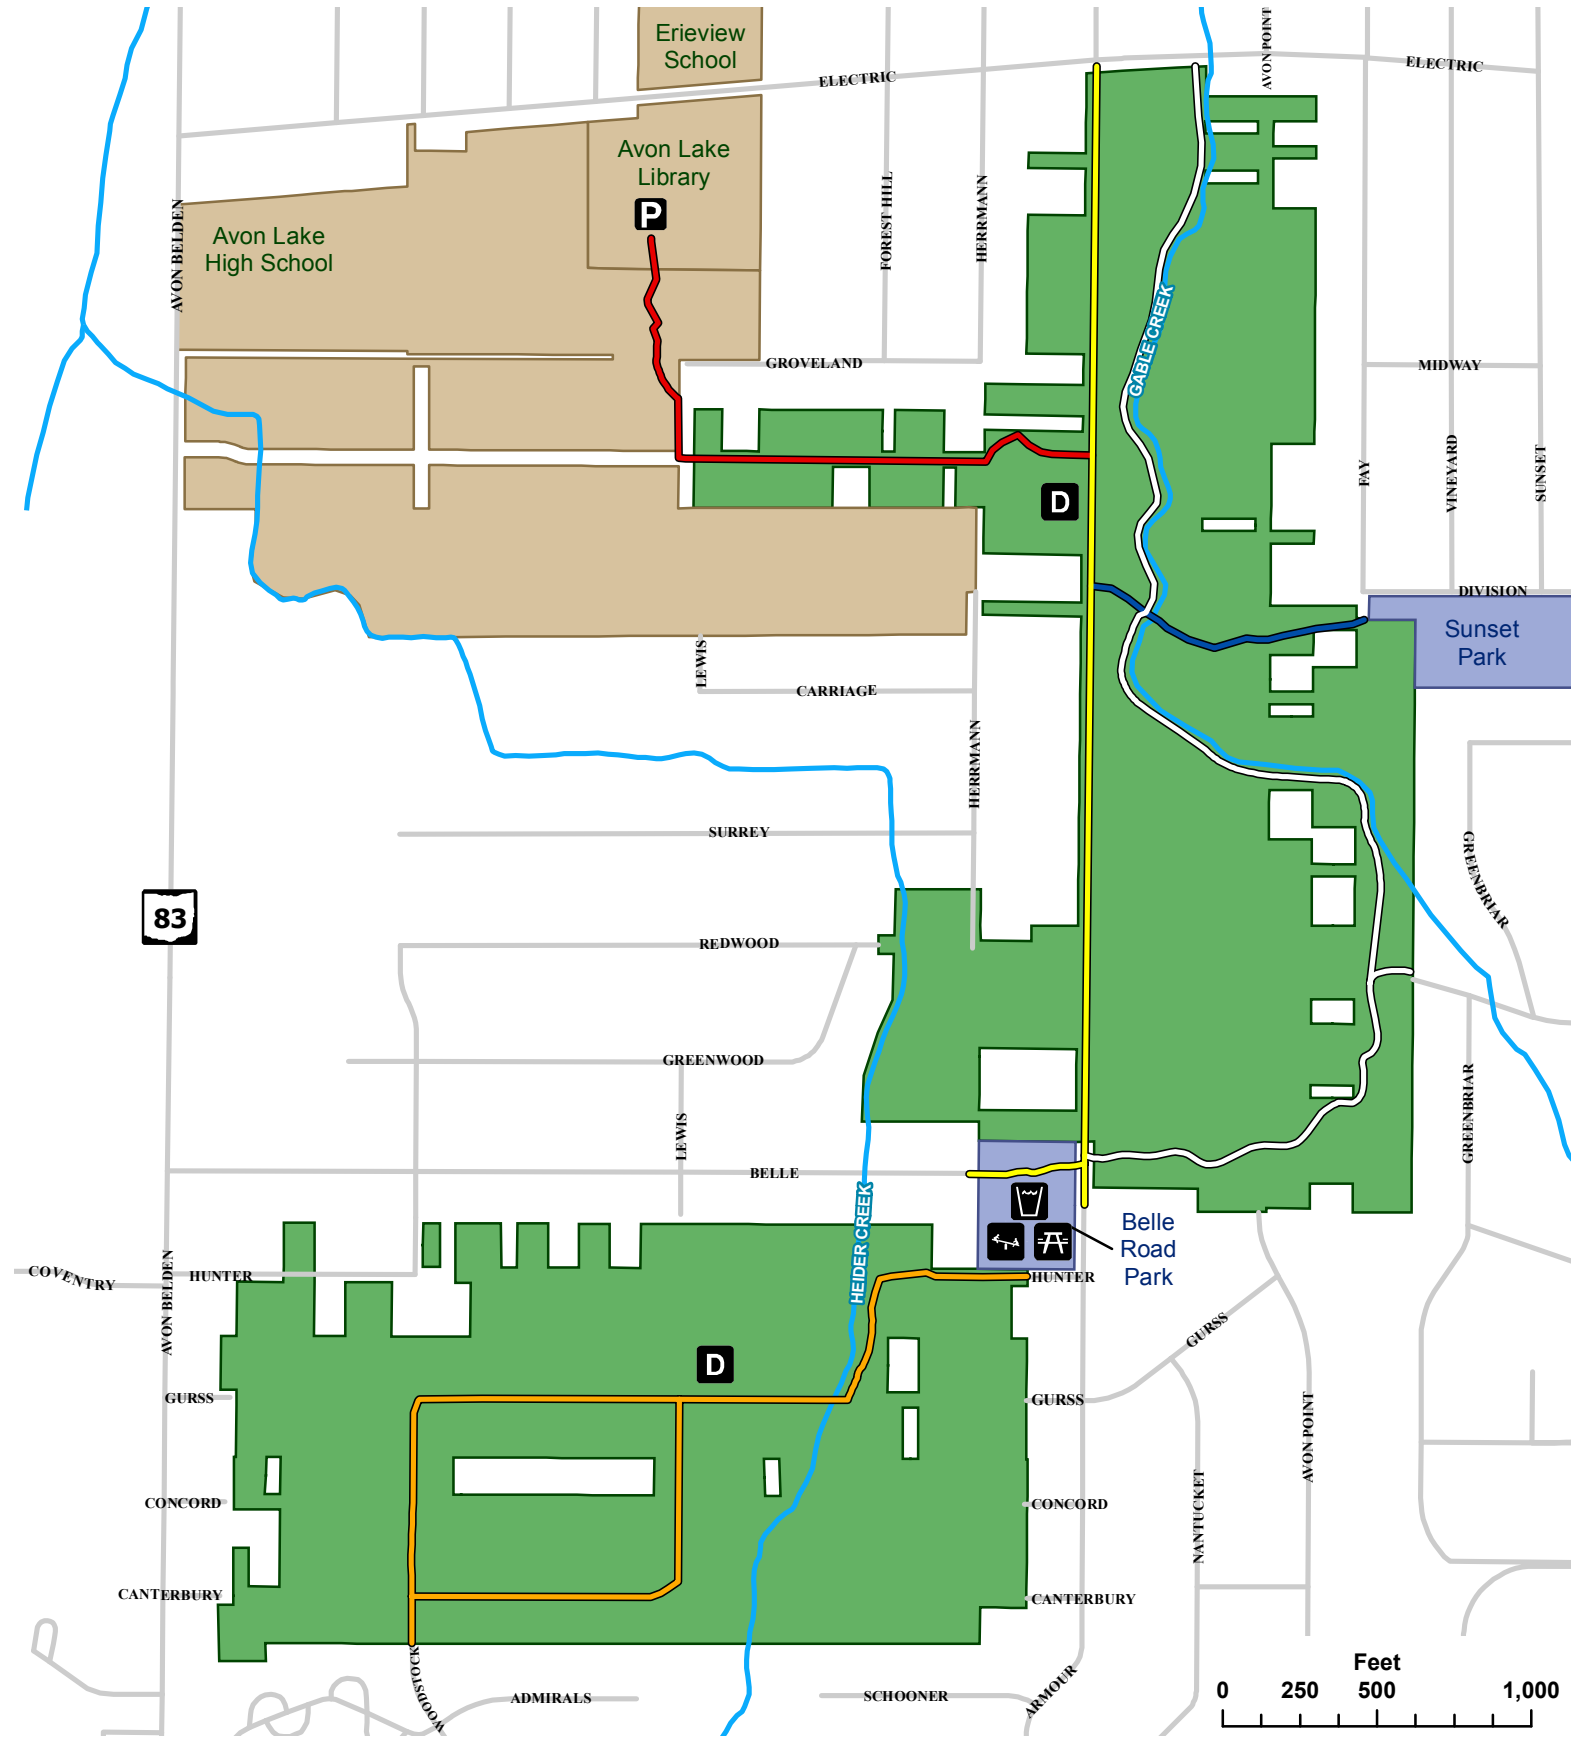 Erieview
School
ELECTRIC
AVON POINT
ELECTRIC
Avon Lake
Library
P
AVON BELDEN
Avon Lake
High School
FOREST HILL
HERRMANN
GABLE CREEK
GROVELAND
MIDWAY
FAY
VINEYARD
SUNSET
D
DIVISION
Sunset
Park
LEWIS
CARRIAGE
HERRMANN
SURREY
GREENBRIAR
83
REDWOOD
GREENWOOD
LEWIS
GREENBRIAR
BELLE
HEIDER CREEK
Belle
Road
Park
COVENTRY
HUNTER
AVON BELDEN
HUNTER
GURSS
D
GURSS
GURSS
AVON POINT
CONCORD
CONCORD
NANTUCKET
CANTERBURY
CANTERBURY
WOODSTOCK
ADMIRALS
SCHOONER
ARMOUR
Feet
0 250 500 1,000